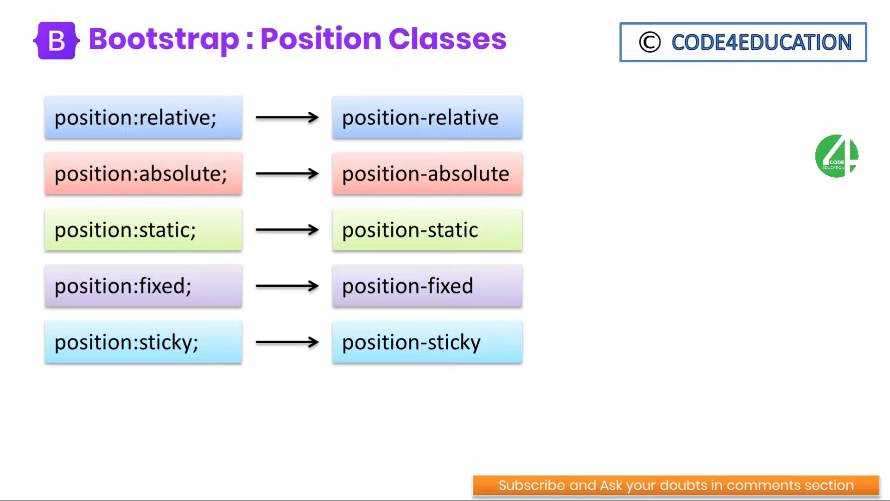 B Bootstrap : Position Classes
© CODE4EDUCATION
position:relative; position-relative
position:absolute; position-absolute
position:static; position-static
position:fixed; position-fixed
position:sticky; position-sticky
4
CODE
EDUCATION
Subscribe and Ask your doubts in comments section